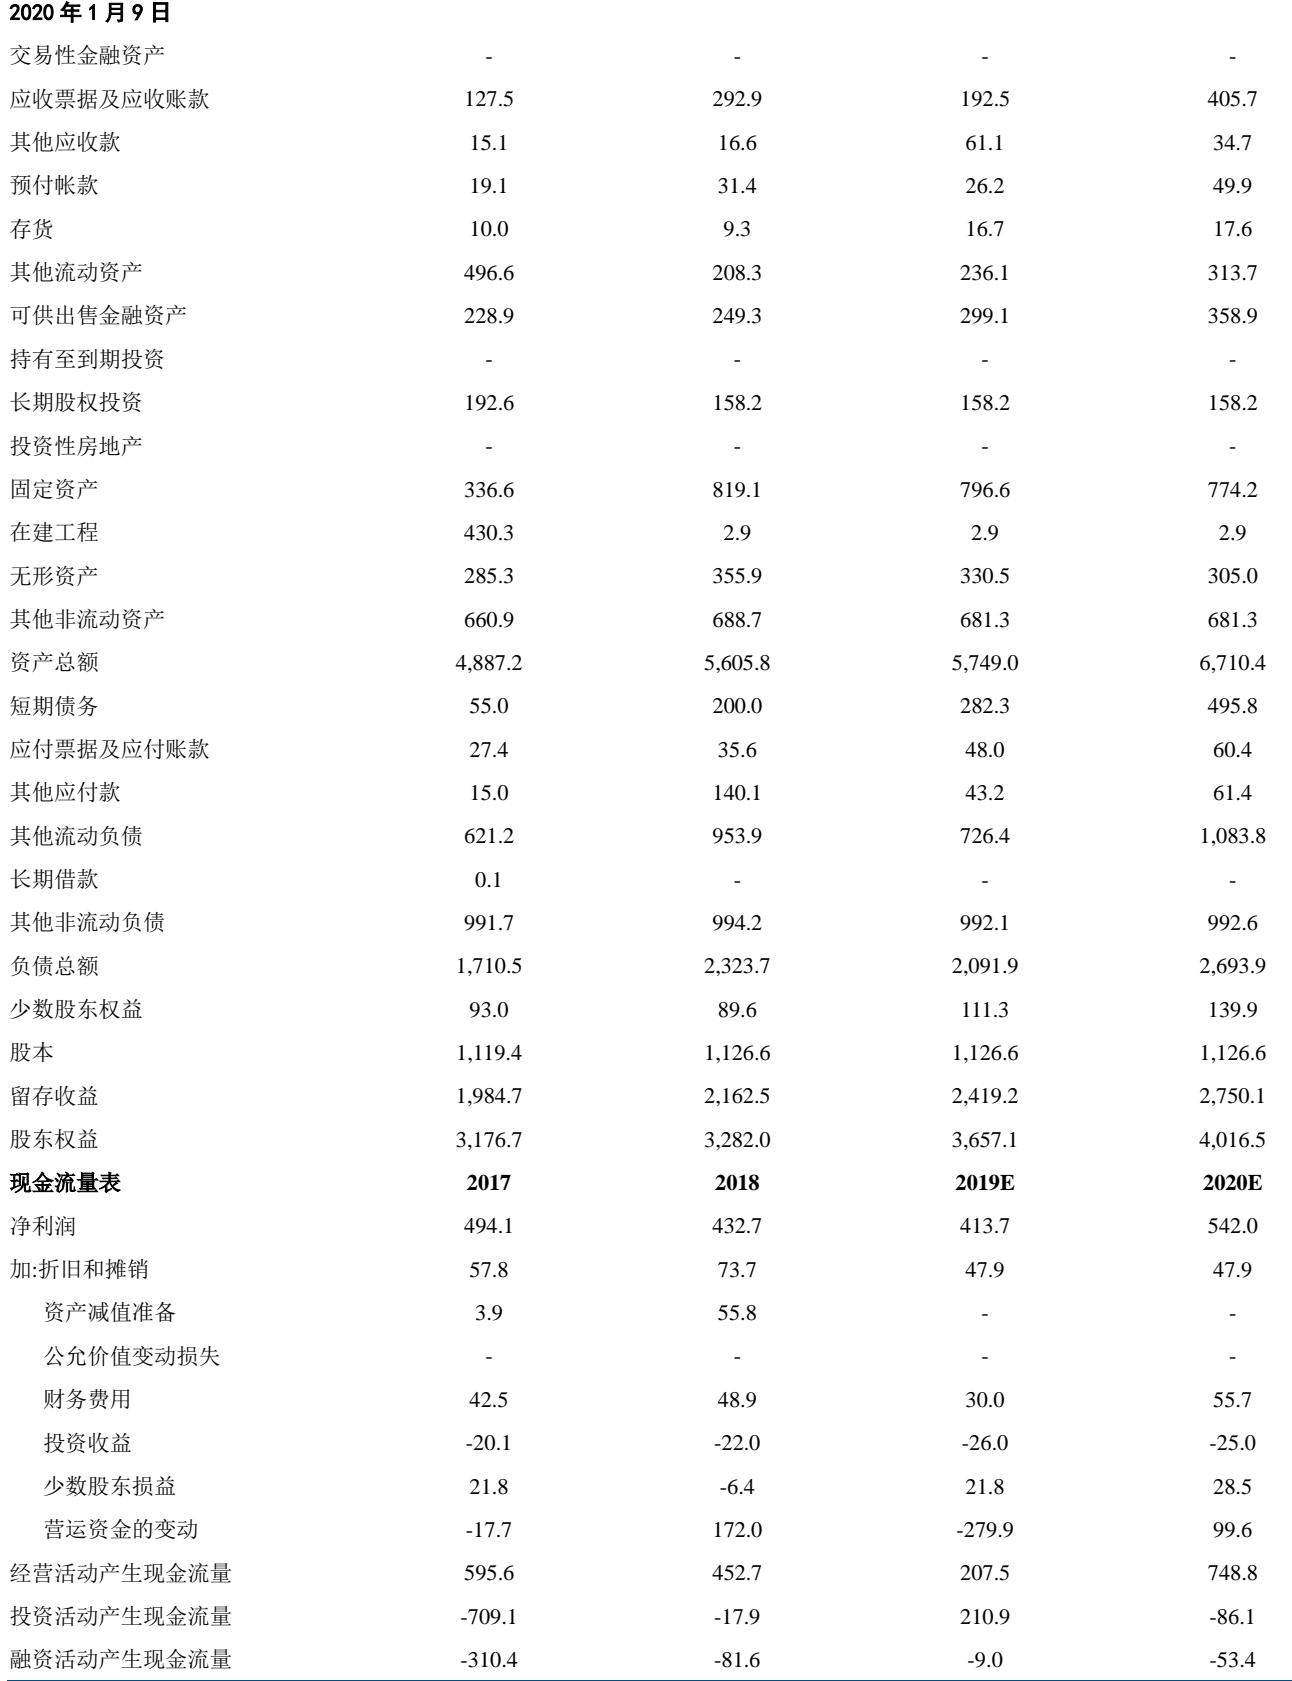 2020 年 1 月 9 日
交易性金融资产 - - - -
应收票据及应收账款 127.5 292.9 192.5 405.7
其他应收款 15.1 16.6 61.1 34.7
预付帐款 19.1 31.4 26.2 49.9
存货 10.0 9.3 16.7 17.6
其他流动资产 496.6 208.3 236.1 313.7
可供出售金融资产 228.9 249.3 299.1 358.9
持有至到期投资 - - - -
长期股权投资 192.6 158.2 158.2 158.2
投资性房地产 - - - -
固定资产 336.6 819.1 796.6 774.2
在建工程 430.3 2.9 2.9 2.9
无形资产 285.3 355.9 330.5 305.0
其他非流动资产 660.9 688.7 681.3 681.3
资产总额 4,887.2 5,605.8 5,749.0 6,710.4
短期债务 55.0 200.0 282.3 495.8
应付票据及应付账款 27.4 35.6 48.0 60.4
其他应付款 15.0 140.1 43.2 61.4
其他流动负债 621.2 953.9 726.4 1,083.8
长期借款 0.1 - - -
其他非流动负债 991.7 994.2 992.1 992.6
负债总额 1,710.5 2,323.7 2,091.9 2,693.9
少数股东权益 93.0 89.6 111.3 139.9
股本 1,119.4 1,126.6 1,126.6 1,126.6
留存收益 1,984.7 2,162.5 2,419.2 2,750.1
股东权益 3,176.7 3,282.0 3,657.1 4,016.5
现金流量表 2017 2018 2019E 2020E
净利润 494.1 432.7 413.7 542.0
加:折旧和摊销 57.8 73.7 47.9 47.9
资产减值准备 3.9 55.8 - -
公允价值变动损失 - - - -
财务费用 42.5 48.9 30.0 55.7
投资收益 -20.1 -22.0 -26.0 -25.0
少数股东损益 21.8 -6.4 21.8 28.5
营运资金的变动 -17.7 172.0 -279.9 99.6
经营活动产生现金流量 595.6 452.7 207.5 748.8
投资活动产生现金流量 -709.1 -17.9 210.9 -86.1
融资活动产生现金流量 -310.4 -81.6 -9.0 -53.4